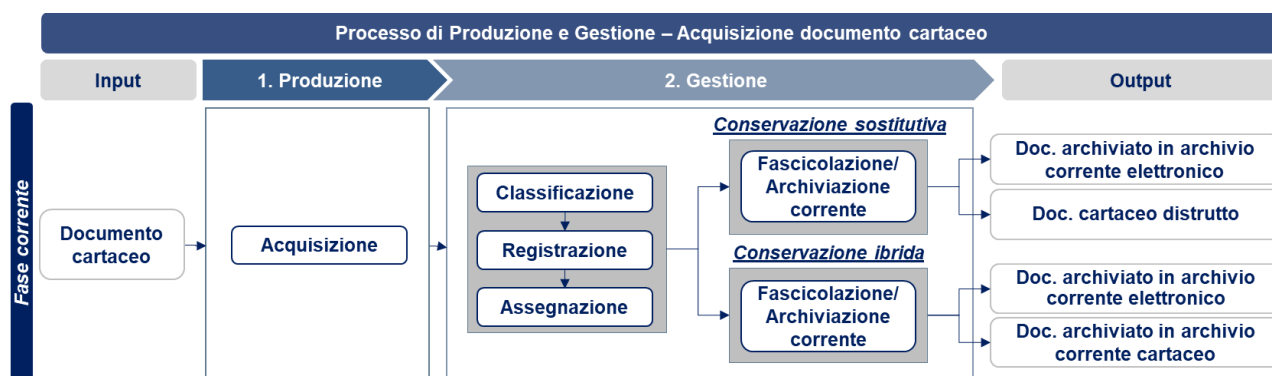 Processo di Produzione e Gestione – Acquisizione documento cartaceo
Input
1. Produzione
2. Gestione
Output
Fase corrente
Documento
cartaceo
Acquisizione
Classificazione
Registrazione
Assegnazione
Conservazione sostitutiva
Fascicolazione/
Archiviazione
corrente
Conservazione ibrida
Fascicolazione/
Archiviazione
corrente
Doc. archiviato in archivio
corrente elettronico
Doc. cartaceo distrutto
Doc. archiviato in archivio
corrente elettronico
Doc. archiviato in archivio
corrente cartaceo